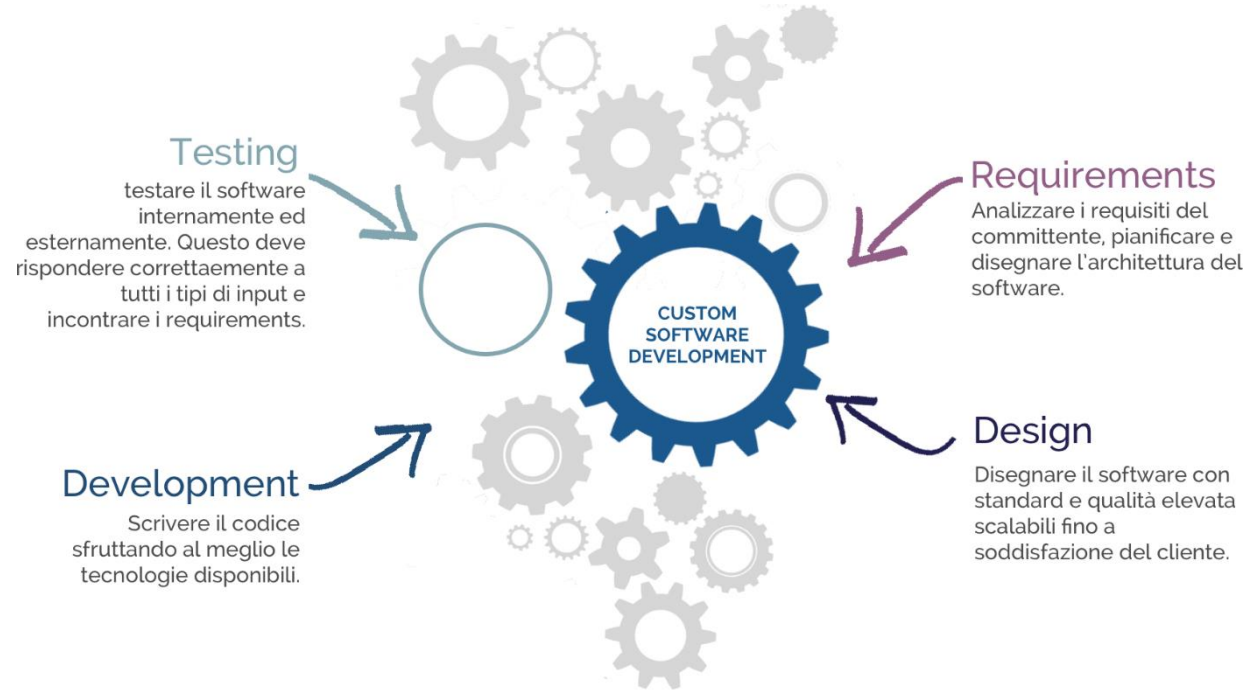 Testing
testare il software
internamente ed
esternamente. Questo deve
rispondere correttaemente a
tutti i tipi di input e
incontrare i requirements.
Requirements
Analizzare i requisiti del
committente, pianificare e
disegnare l'architettura del
software.
CUSTOM
SOFTWARE
DEVELOPMENT
Development
Scrivere il codice
sfruttando al meglio le
tecnologie disponibili.
Design
Disegnare il software con
standard e qualità elevata
scalabili fino a
soddisfazione del cliente.